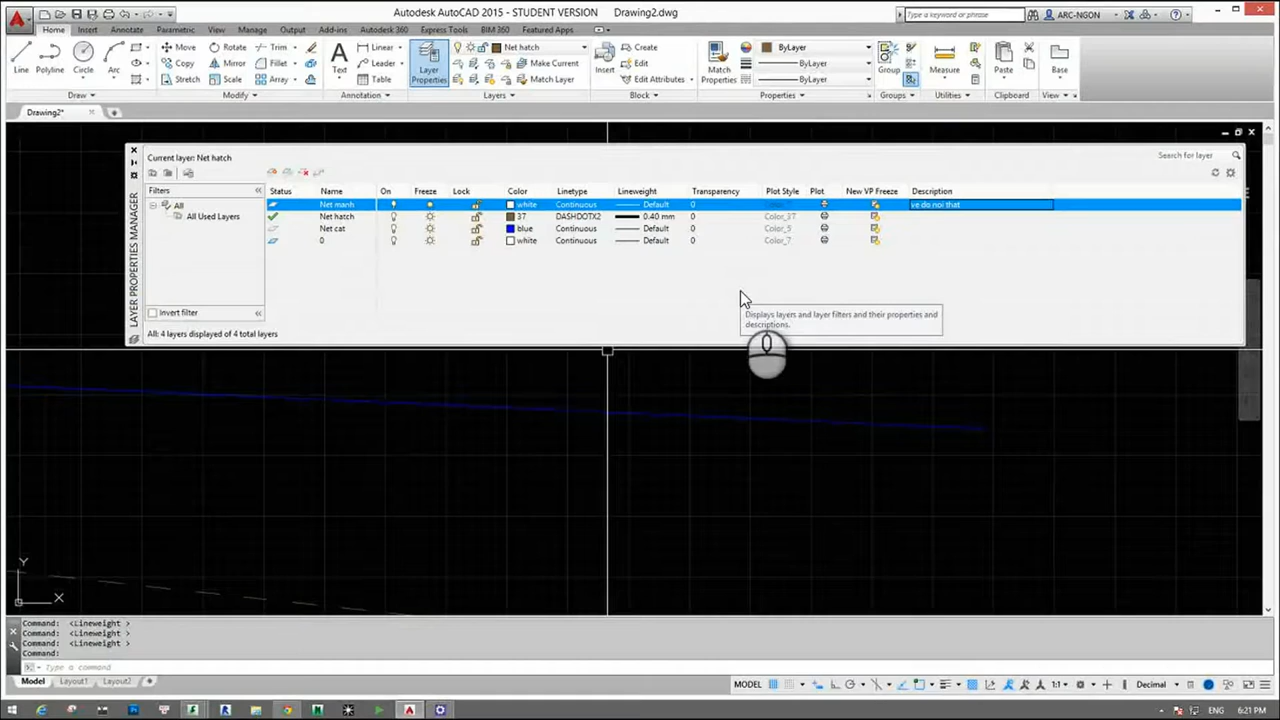 Autodesk AutoCAD 2015 - STUDENT VERSION Drawing2.dwg
Type a keyword or phrase
ARC-NGON
Home Insert Annotate Parametric View Manage Output Add-ins Autodesk 360 Express Tools BIM 360 Featured Apps
Line Polyline Circle Arc
Move Rotate Trim
Copy Mirror Fillet
Stretch Scale Array
Text
Linear
Leader
Table
Layer Properties
Net hatch
Make Current
Match Layer
Insert
Create
Edit
Edit Attributes
Match Properties
ByLayer
ByLayer
ByLayer
Group
Measure
Paste
Base
Draw Modify Annotation Layers Block Properties Groups Utilities Clipboard View
Drawing2*
LAYER PROPERTIES MANAGER
Current layer: Net hatch
Search for layer
Filters
All
All Used Layers
Invert filter
Status Name On Freeze Lock Color Linetype Lineweight Transparency Plot Style Plot New VP Freeze Description
Net manh white Continuous Default 0 ve do noi that
Net hatch 37 DASHDOTX2 0.40 mm 0 Color_37
Net cat blue Continuous Default 0 Color_5
0 white Continuous Default 0 Color_7
Displays layers and layer filters and their properties and
descriptions.
All: 4 layers displayed of 4 total layers
Y
X
Command: <Lineweight >
Command: <Lineweight >
Command: <Lineweight >
Command:
Type a command
Model Layout1 Layout2
MODEL 1:1 Decimal
ENG 6:21 PM